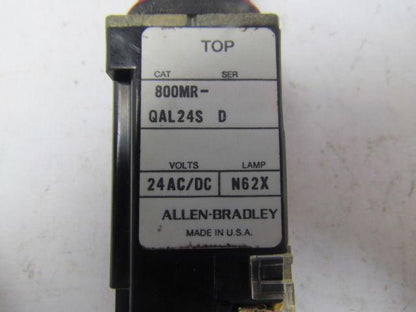 TOP
CAT SER
800MR-
QAL24S D
VOLTS LAMP
24AC/DC N62X
ALLEN-BRADLEY
MADE IN U.S.A.